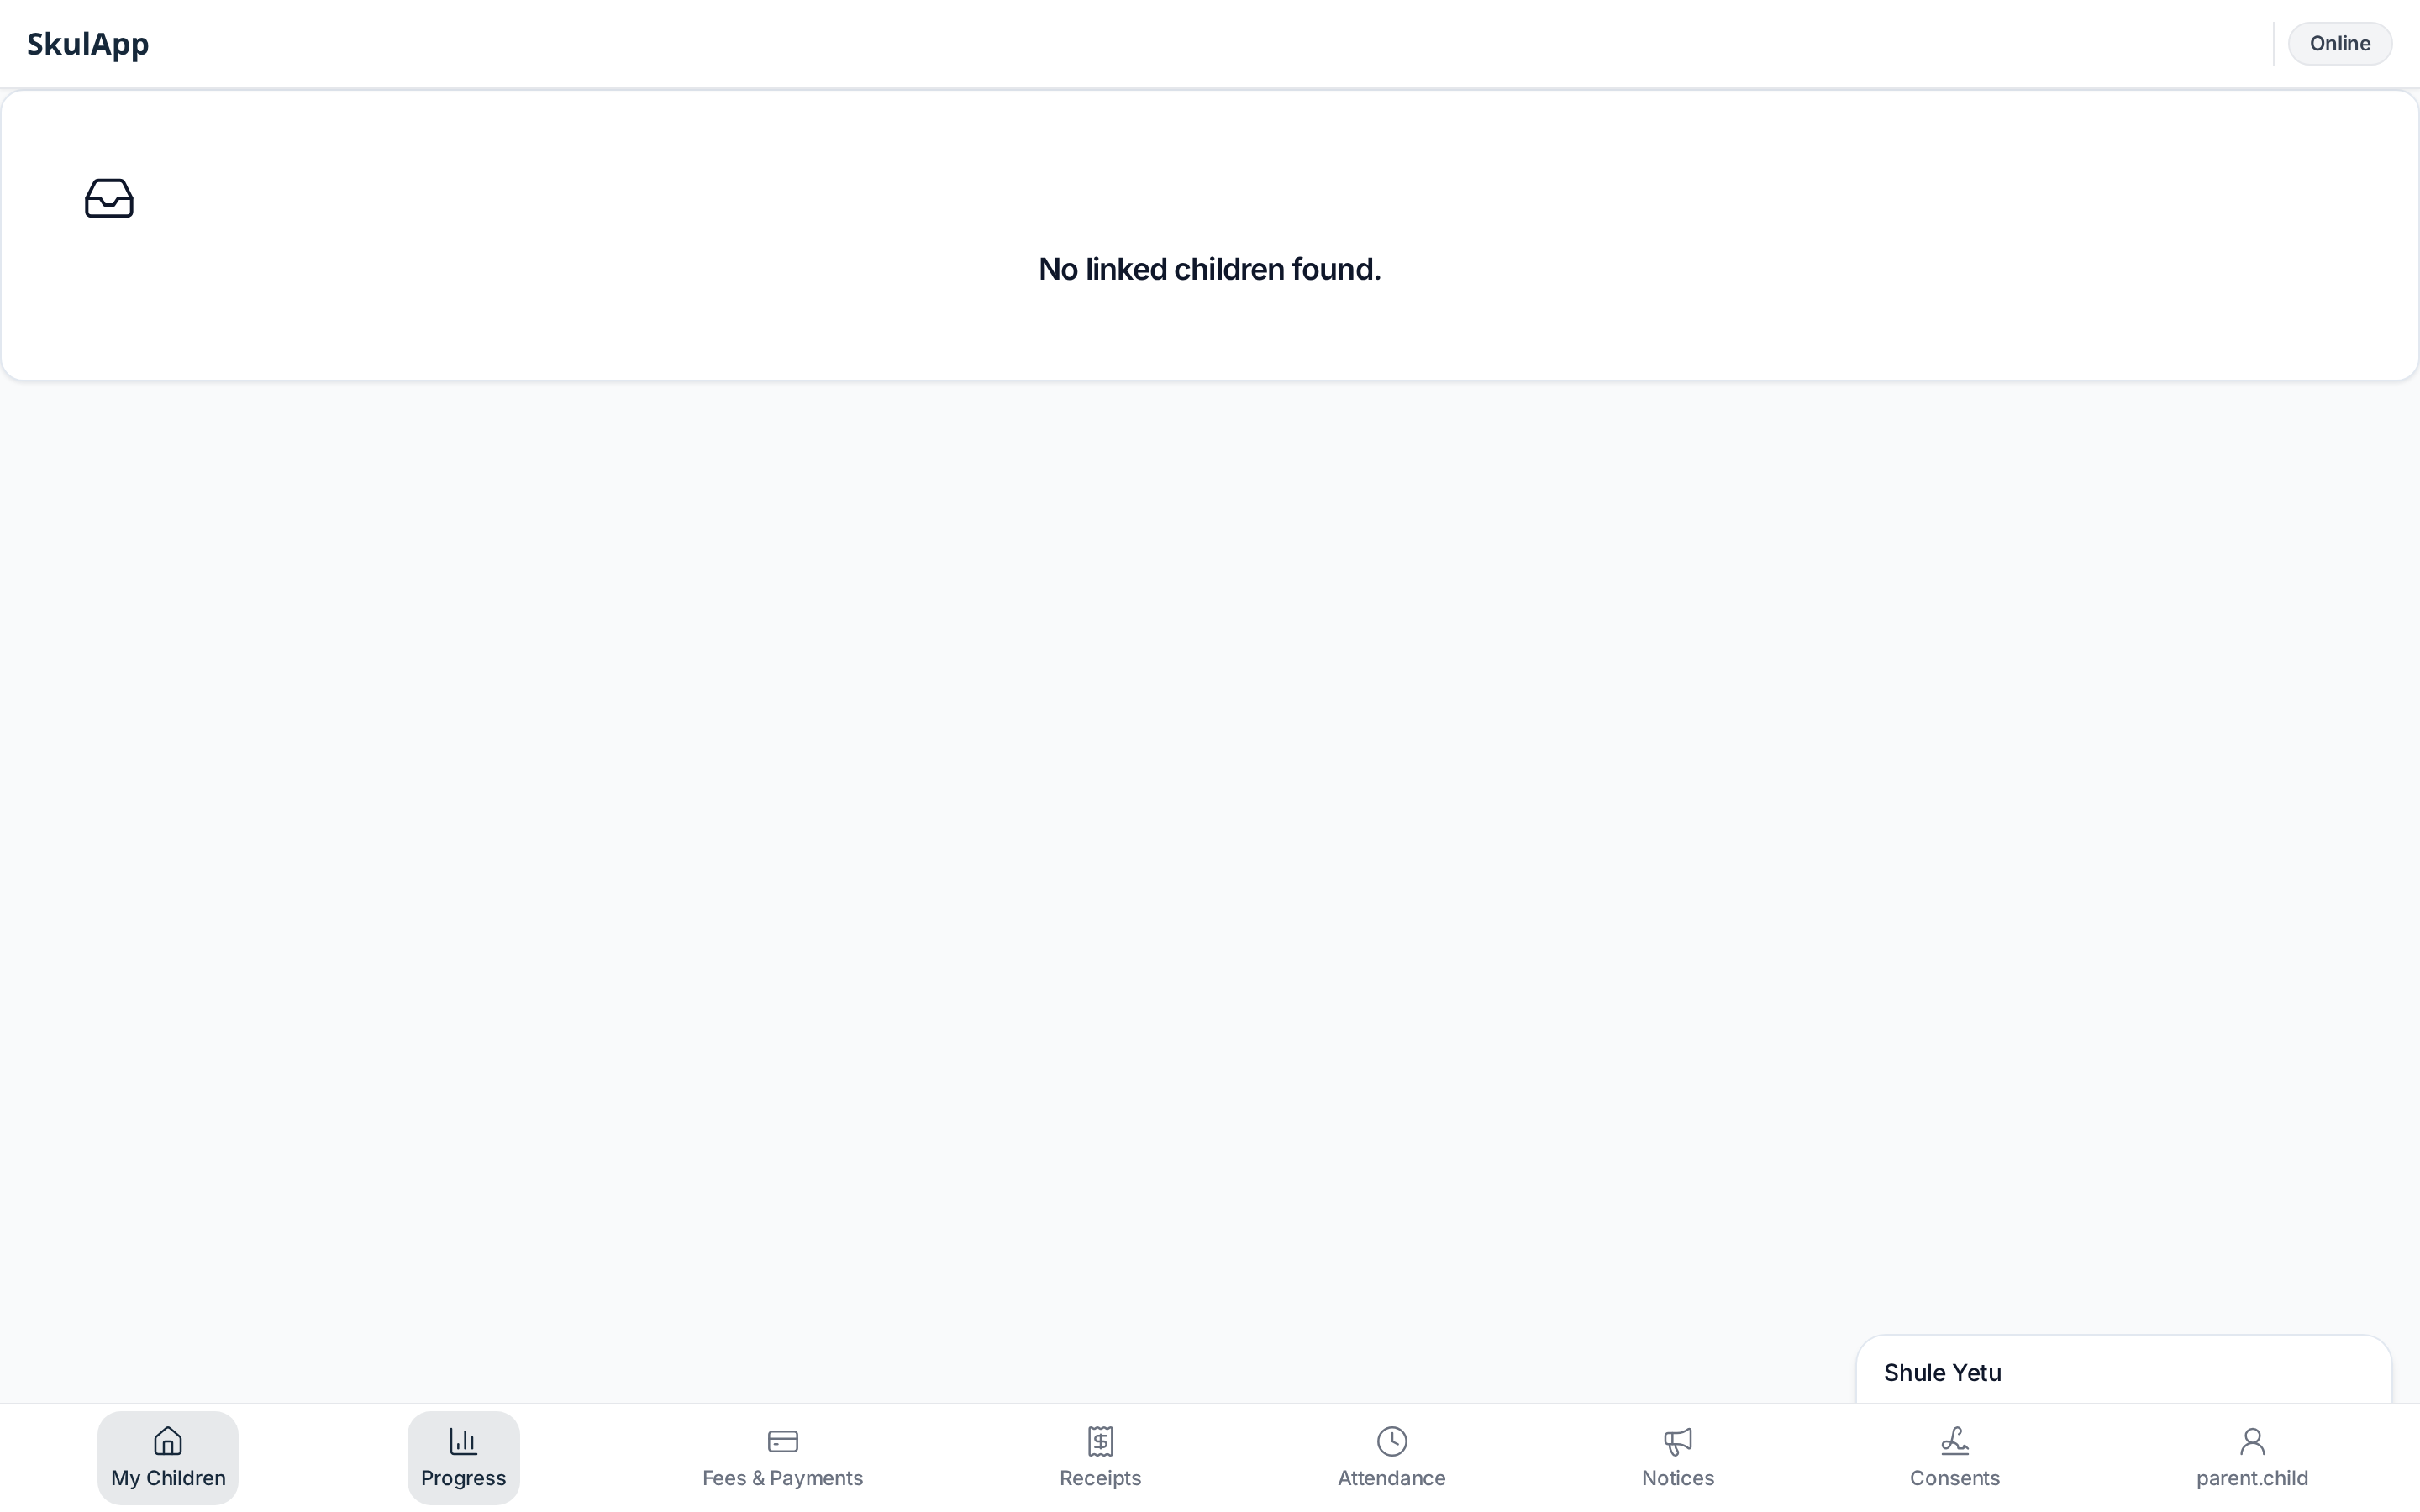 SkulApp
Online
No linked children found.
Shule Yetu
My Children
Progress
Fees & Payments
Receipts
Attendance
Notices
Consents
parent.child